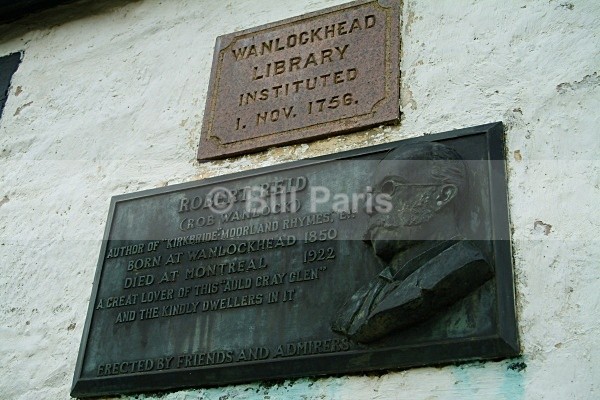 WANLOCKHEAD
LIBRARY
INSTITUTED
1. NOV. 1756.
ROBERT REID
(ROB WANLOCK)
© Bill Paris
AUTHOR OF "KIRKBRIDE-MOORLAND RHYMES,
BORN AT WANLOCKHEAD 1850
DIED AT MONTREAL 1922
A GREAT LOVER OF THIS "AULD GRAY GLEN"
AND THE KINDLY DWELLERS IN IT
ERECTED BY FRIENDS AND ADMIRERS